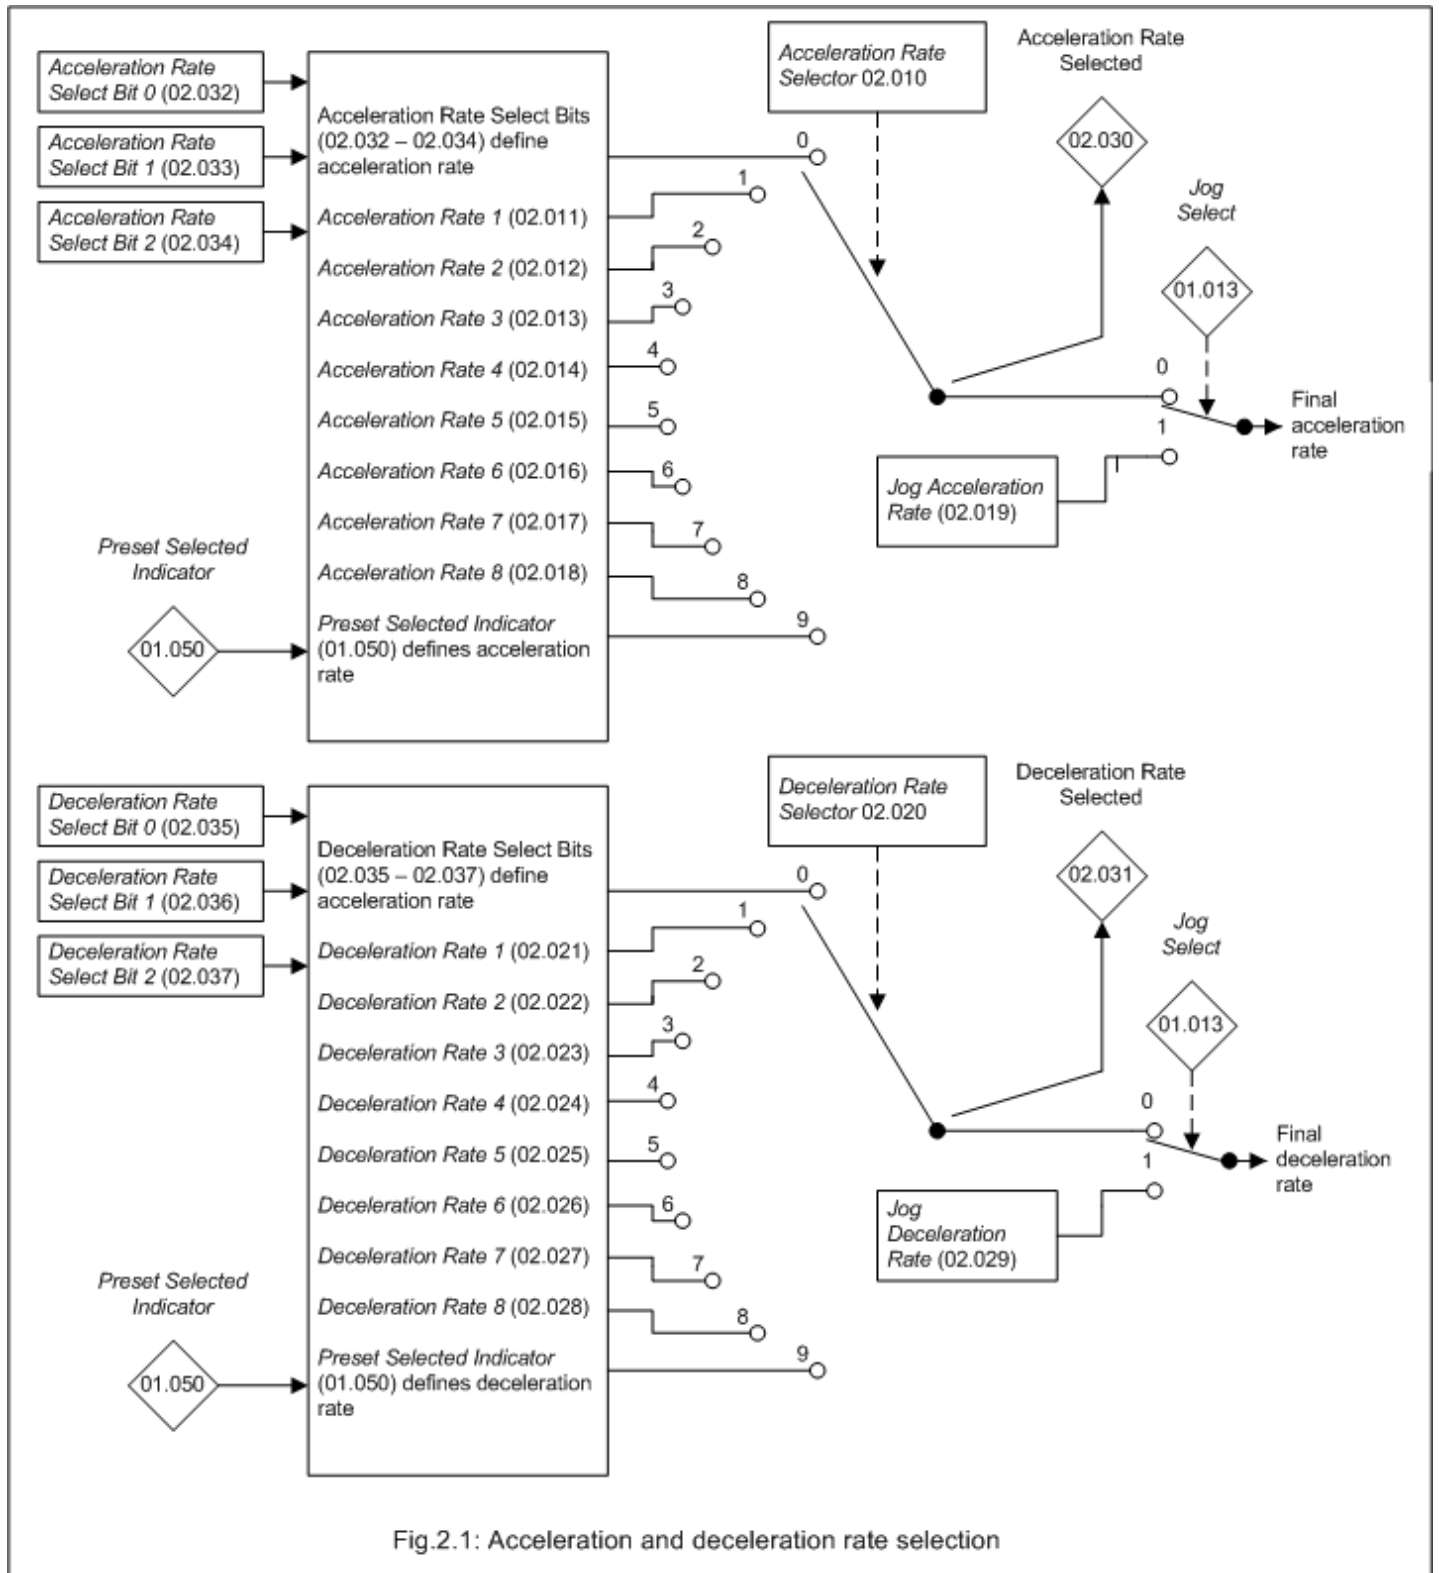 Acceleration Rate
Select Bit 0 (02.032)
Acceleration Rate
Select Bit 1 (02.033)
Acceleration Rate
Select Bit 2 (02.034)
Preset Selected
Indicator
01.050
Acceleration Rate Select Bits
(02.032 – 02.034) define
acceleration rate
Acceleration Rate 1 (02.011)
Acceleration Rate 2 (02.012)
Acceleration Rate 3 (02.013)
Acceleration Rate 4 (02.014)
Acceleration Rate 5 (02.015)
Acceleration Rate 6 (02.016)
Acceleration Rate 7 (02.017)
Acceleration Rate 8 (02.018)
Preset Selected Indicator
(01.050) defines acceleration
rate
0
1
2
3
4
5
6
7
8
9
Acceleration Rate
Selector 02.010
Acceleration Rate
Selected
02.030
Jog
Select
01.013
0
1
Jog Acceleration
Rate (02.019)
Final
acceleration
rate
Deceleration Rate
Select Bit 0 (02.035)
Deceleration Rate
Select Bit 1 (02.036)
Deceleration Rate
Select Bit 2 (02.037)
Preset Selected
Indicator
01.050
Deceleration Rate Select Bits
(02.035 – 02.037) define
acceleration rate
Deceleration Rate 1 (02.021)
Deceleration Rate 2 (02.022)
Deceleration Rate 3 (02.023)
Deceleration Rate 4 (02.024)
Deceleration Rate 5 (02.025)
Deceleration Rate 6 (02.026)
Deceleration Rate 7 (02.027)
Deceleration Rate 8 (02.028)
Preset Selected Indicator
(01.050) defines deceleration
rate
0
1
2
3
4
5
6
7
8
9
Deceleration Rate
Selector 02.020
Deceleration Rate
Selected
02.031
Jog
Select
01.013
0
1
Jog
Deceleration
Rate (02.029)
Final
deceleration
rate
Fig.2.1: Acceleration and deceleration rate selection